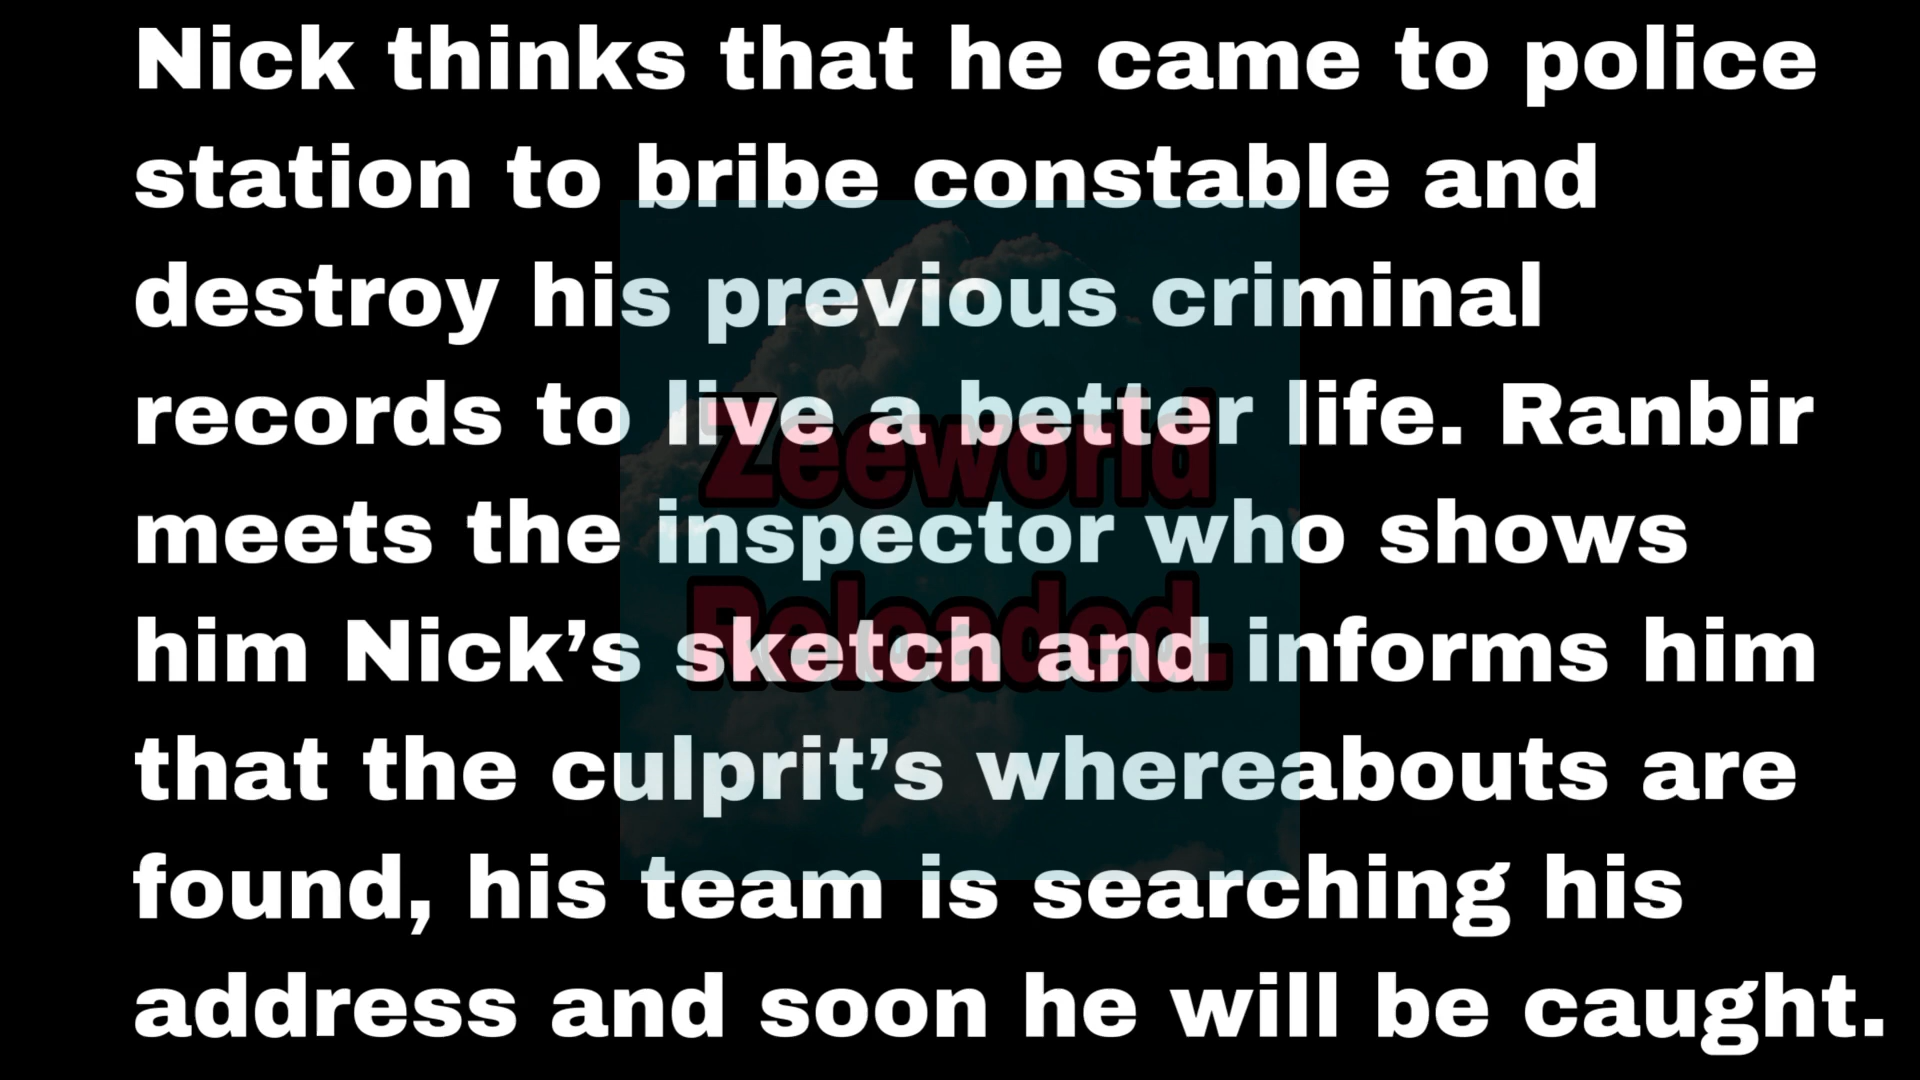 Nick thinks that he came to police
station to bribe constable and
destroy his previous criminal
records to live a better life. Ranbir
meets the inspector who shows
him Nick’s sketch and informs him
that the culprit’s whereabouts are
found, his team is searching his
address and soon he will be caught.
Zeeworld
Reloaded.